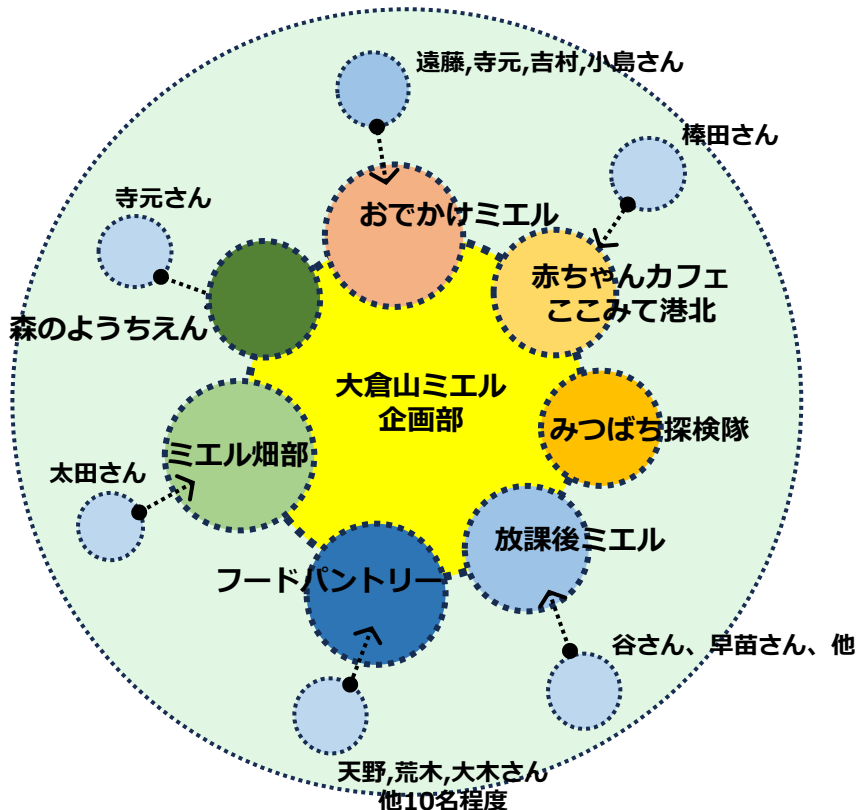 遠藤,寺元,吉村,小島さん
棒田さん
寺元さん
おでかけミエル
赤ちゃんカフェ
ここみて港北
森のようちえん
大倉山ミエル
企画部
みつばち探検隊
ミエル畑部
太田さん
放課後ミエル
フードパントリー
谷さん、早苗さん、他
天野,荒木,大木さん
他10名程度